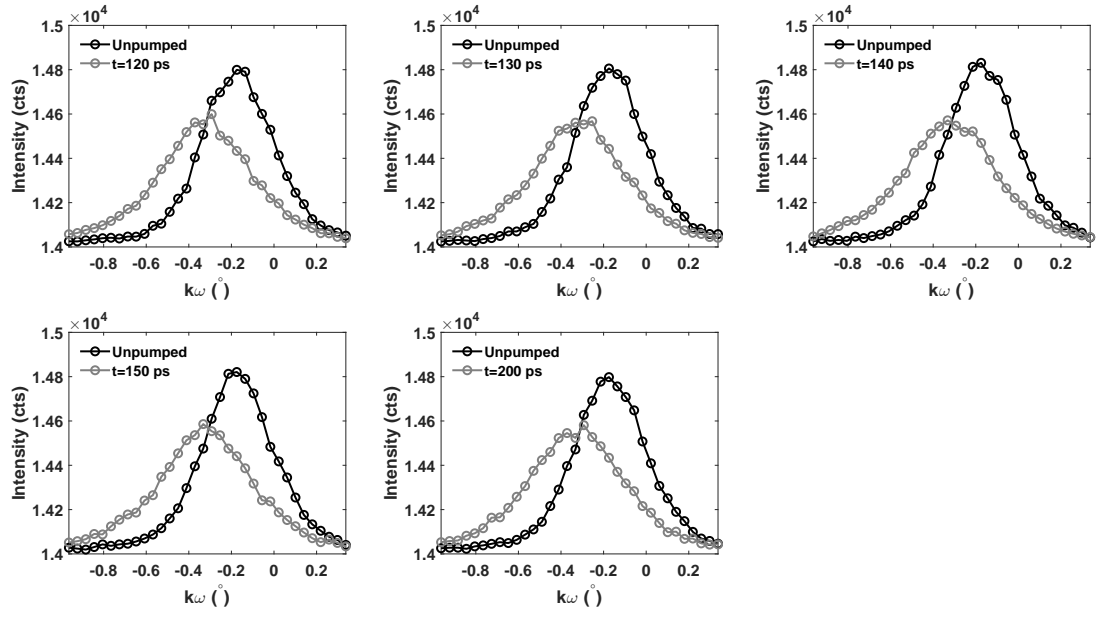 ×10⁴
1.5
1.48
1.46
1.44
1.42
1.4
Intensity (cts)
Unpumped
t=120 ps
-0.8 -0.6 -0.4 -0.2 0 0.2
kω (°)
×10⁴
1.5
1.48
1.46
1.44
1.42
1.4
Intensity (cts)
Unpumped
t=130 ps
-0.8 -0.6 -0.4 -0.2 0 0.2
kω (°)
×10⁴
1.5
1.48
1.46
1.44
1.42
1.4
Intensity (cts)
Unpumped
t=140 ps
-0.8 -0.6 -0.4 -0.2 0 0.2
kω (°)
×10⁴
1.5
1.48
1.46
1.44
1.42
1.4
Intensity (cts)
Unpumped
t=150 ps
-0.8 -0.6 -0.4 -0.2 0 0.2
kω (°)
×10⁴
1.5
1.48
1.46
1.44
1.42
1.4
Intensity (cts)
Unpumped
t=200 ps
-0.8 -0.6 -0.4 -0.2 0 0.2
kω (°)